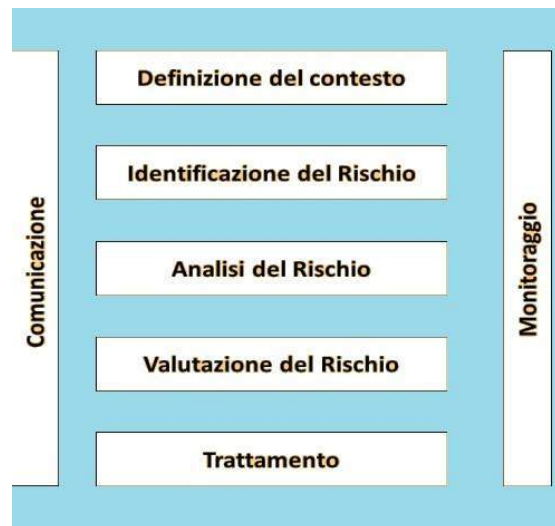 Comunicazione
Definizione del contesto
Identificazione del Rischio
Analisi del Rischio
Valutazione del Rischio
Trattamento
Monitoraggio